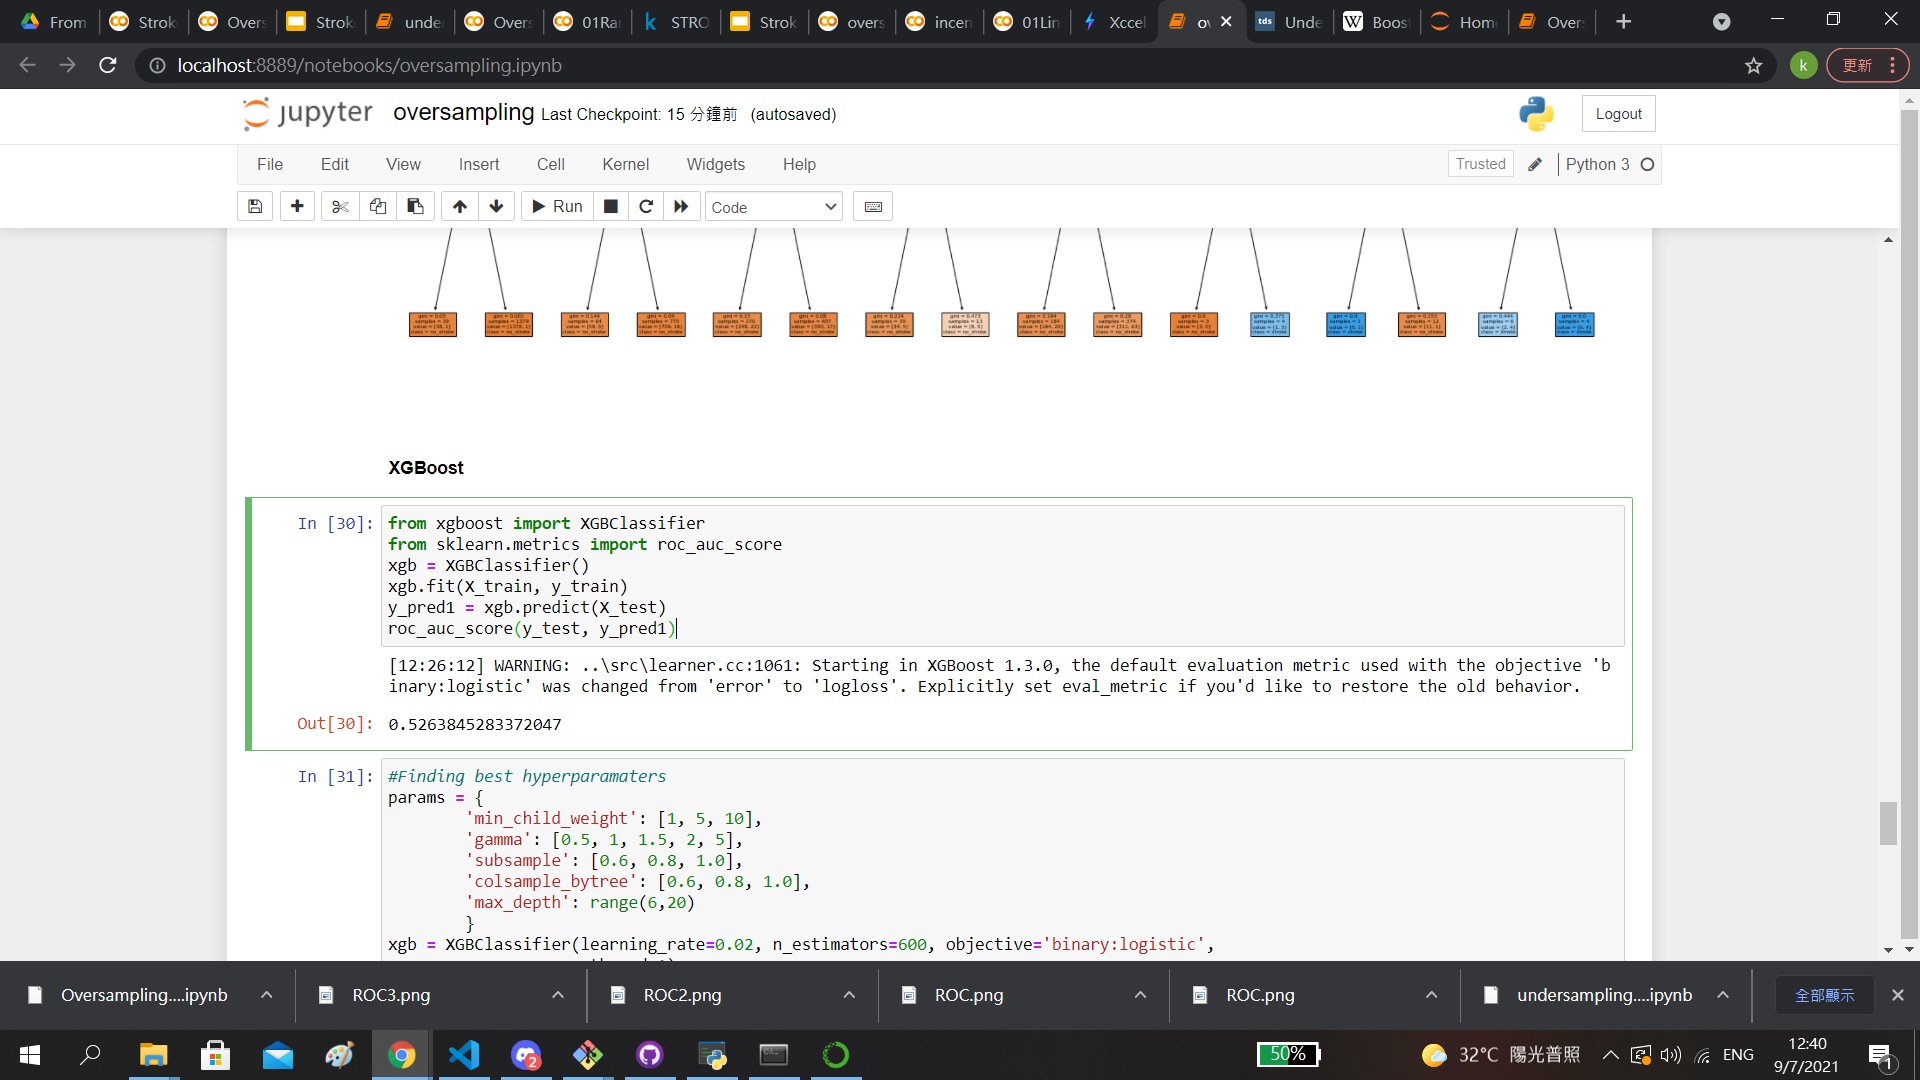 From
Strok
Overs
Strok
under
Overs
01Ra
STRO
Strok
overs
incer
01Lin
Xccel
ov
tds
Unde
W
Boost
Hom
Overs
localhost:8889/notebooks/oversampling.ipynb
k
更新
jupyter oversampling Last Checkpoint: 15 分鐘前 (autosaved)
Logout
File Edit View Insert Cell Kernel Widgets Help
Trusted
Python 3
Run
Code
XGBoost
In [30]:
from xgboost import XGBClassifier
from sklearn.metrics import roc_auc_score
xgb = XGBClassifier()
xgb.fit(X_train, y_train)
y_pred1 = xgb.predict(X_test)
roc_auc_score(y_test, y_pred1)
[12:26:12] WARNING: ..\src\learner.cc:1061: Starting in XGBoost 1.3.0, the default evaluation metric used with the objective 'b
inary:logistic' was changed from 'error' to 'logloss'. Explicitly set eval_metric if you'd like to restore the old behavior.
Out[30]: 0.5263845283372047
In [31]:
#Finding best hyperparamaters
params = {
'min_child_weight': [1, 5, 10],
'gamma': [0.5, 1, 1.5, 2, 5],
'subsample': [0.6, 0.8, 1.0],
'colsample_bytree': [0.6, 0.8, 1.0],
'max_depth': range(6,20)
}
xgb = XGBClassifier(learning_rate=0.02, n_estimators=600, objective='binary:logistic',
Oversampling....ipynb
ROC3.png
ROC2.png
ROC.png
ROC.png
undersampling....ipynb
全部顯示
2
50%
32°C 陽光普照
ENG
12:40
9/7/2021
1